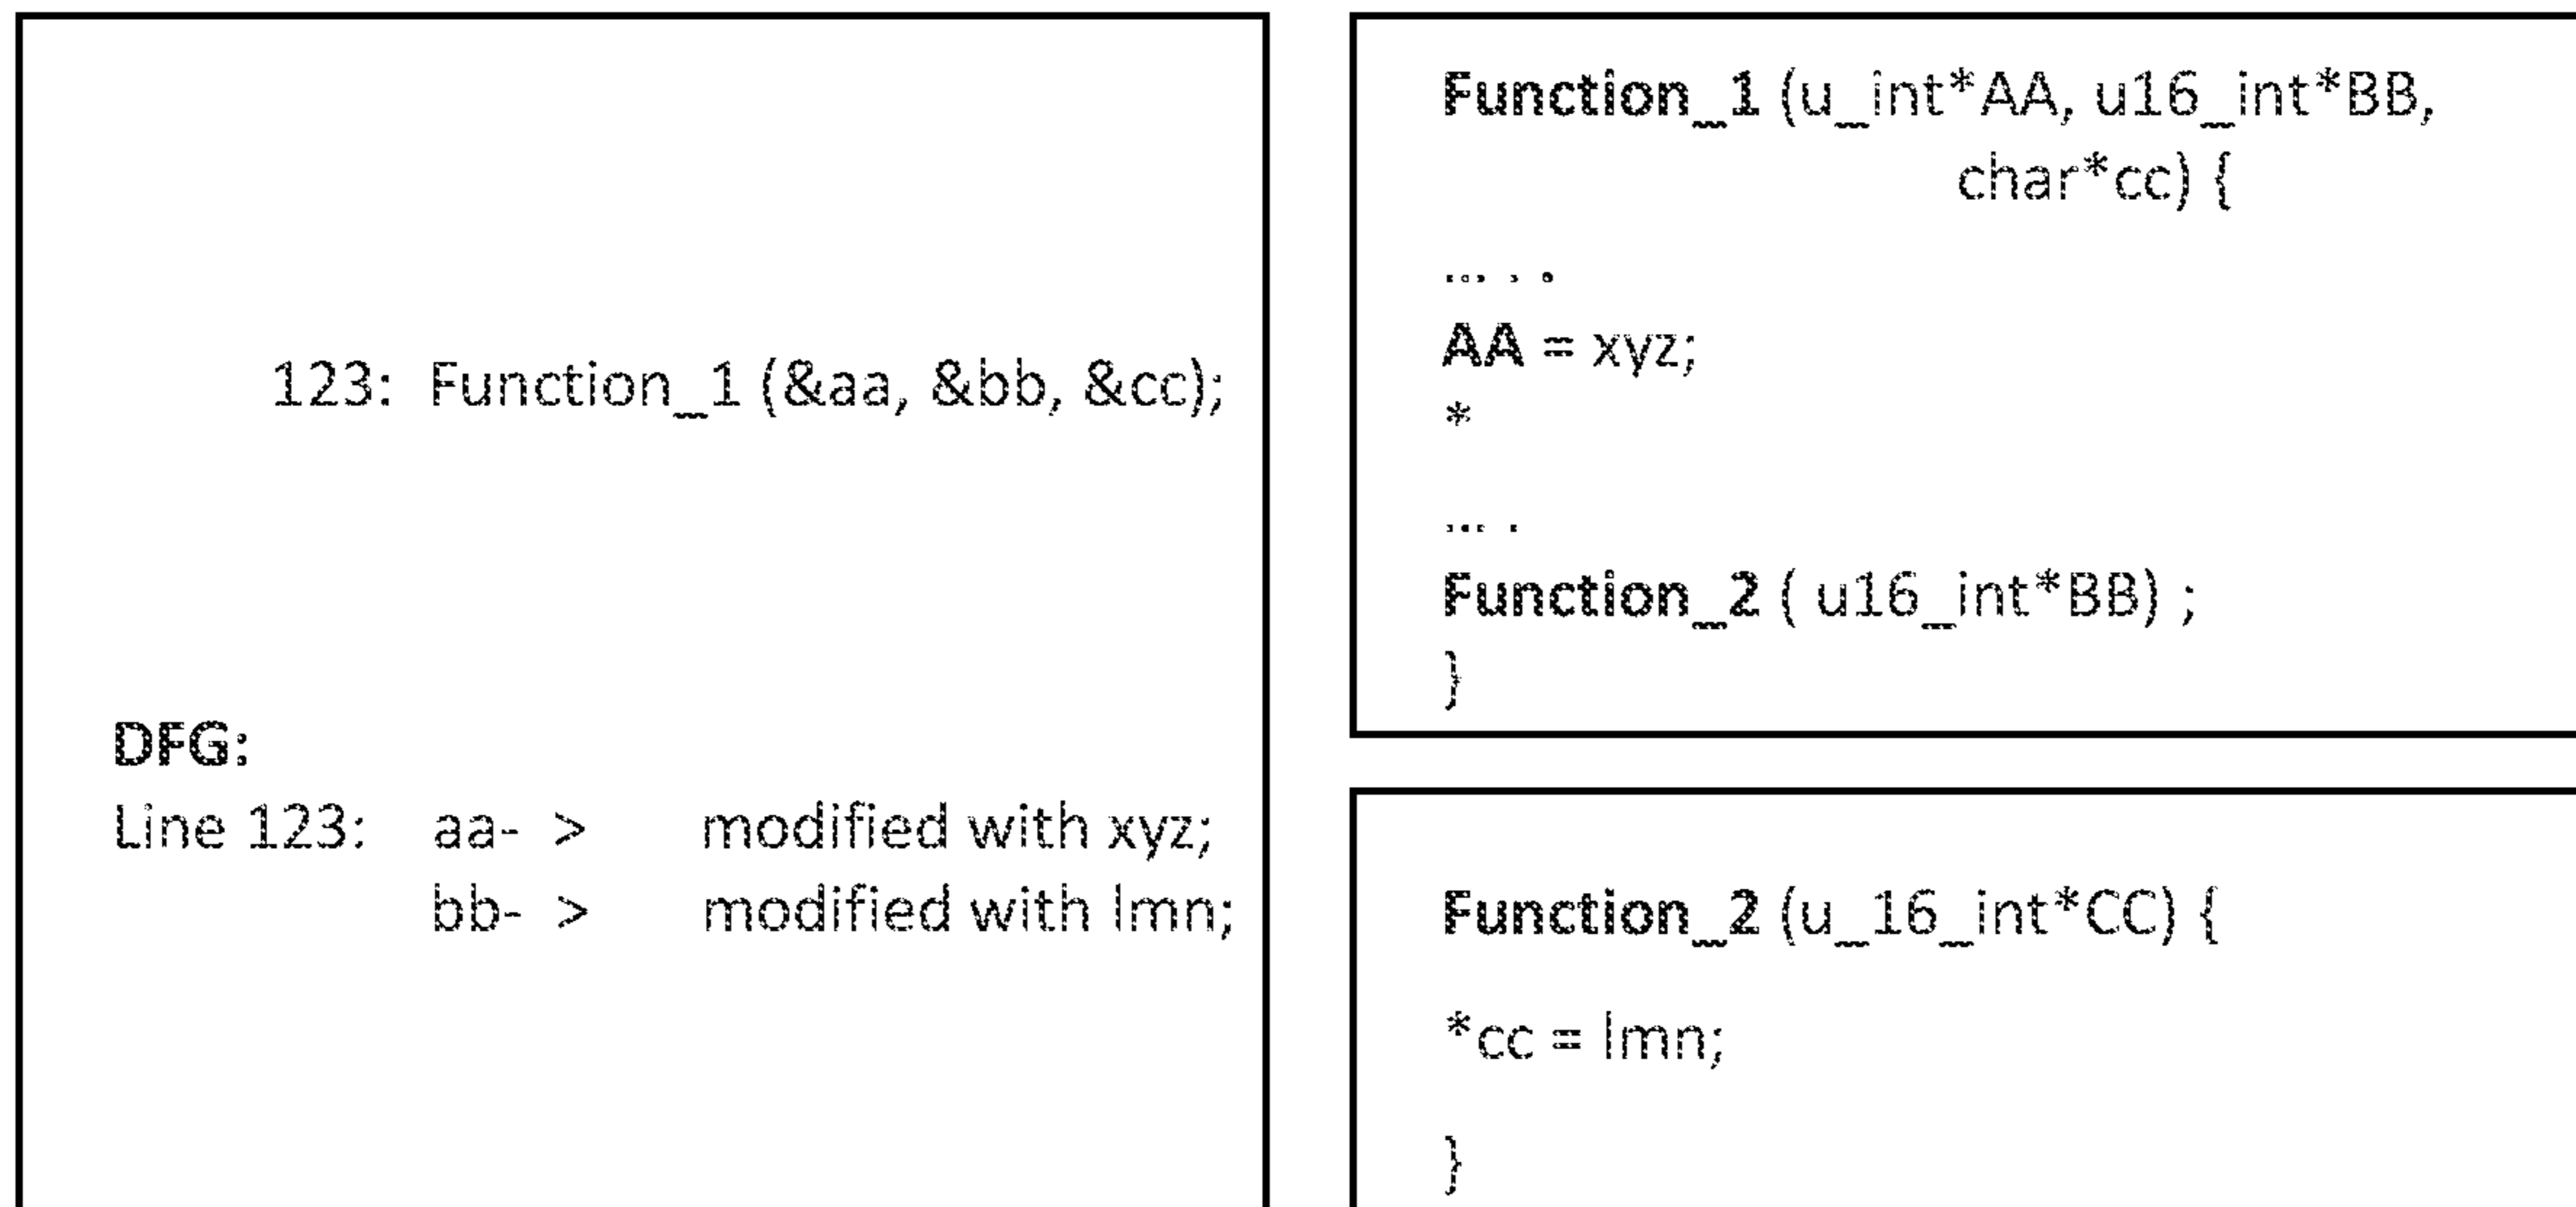 123: Function_1 (&aa, &bb, &cc);
DFG:
Line 123: aa- > modified with xyz;
bb- > modified with lmn;
Function_1 (u_int*AA, u16_int*BB,
char*cc) {
... . .
AA = xyz;
*
... .
Function_2 ( u16_int*BB) ;
}
Function_2 (u_16_int*CC) {
*cc = lmn;
}